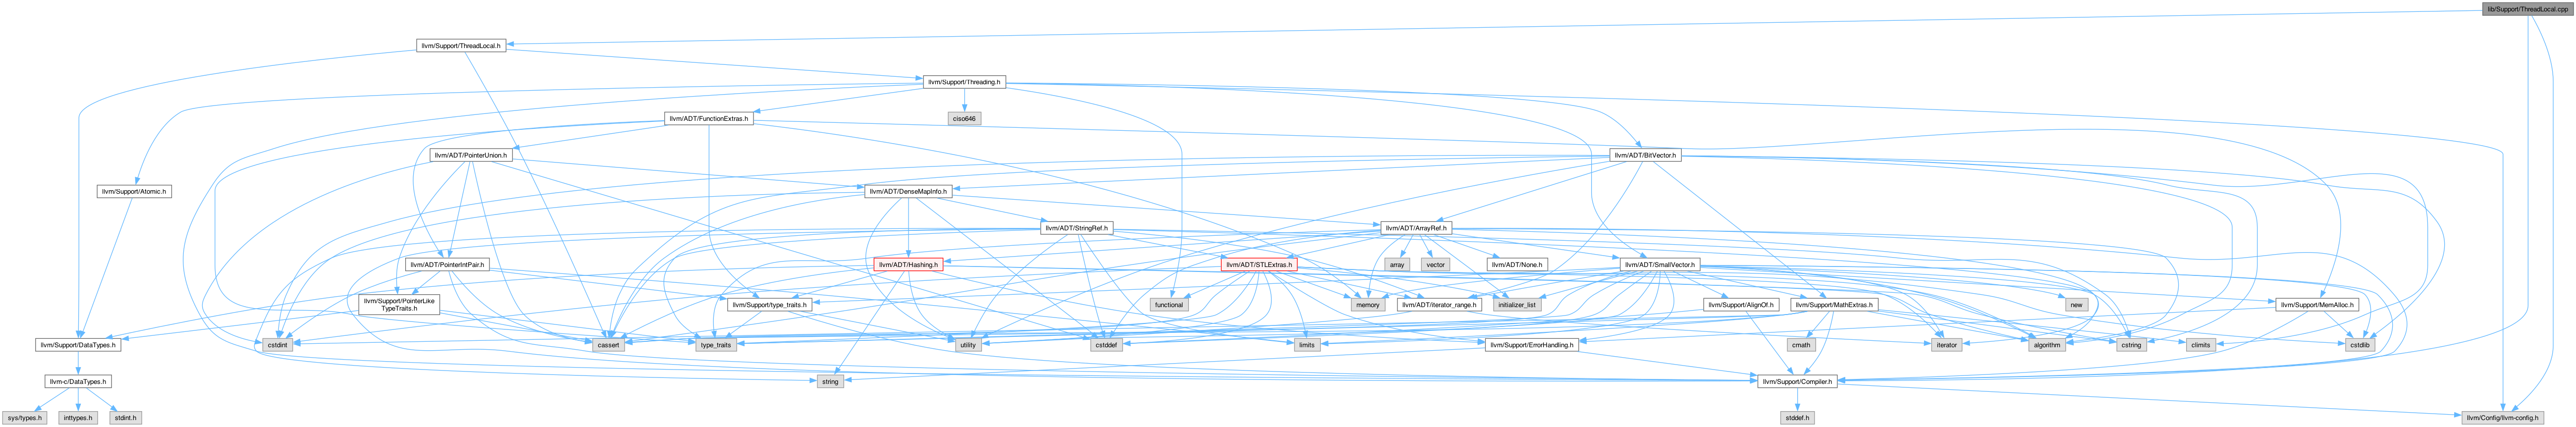 lib/Support/ThreadLocal.cpp
llvm/Support/ThreadLocal.h
llvm/Support/Threading.h
llvm/ADT/FunctionExtras.h
ciso646
llvm/ADT/PointerUnion.h
llvm/ADT/BitVector.h
llvm/Support/Atomic.h
llvm/ADT/DenseMapInfo.h
llvm/ADT/StringRef.h
llvm/ADT/ArrayRef.h
llvm/ADT/PointerIntPair.h
llvm/ADT/Hashing.h
llvm/ADT/STLExtras.h
array
vector
llvm/ADT/None.h
llvm/ADT/SmallVector.h
llvm/Support/PointerLike
TypeTraits.h
llvm/Support/type_traits.h
functional
memory
llvm/ADT/iterator_range.h
initializer_list
llvm/Support/AlignOf.h
llvm/Support/MathExtras.h
new
llvm/Support/MemAlloc.h
llvm/Support/DataTypes.h
cstdint
cassert
type_traits
utility
cstddef
limits
llvm/Support/ErrorHandling.h
cmath
iterator
algorithm
cstring
climits
cstdlib
llvm-c/DataTypes.h
string
llvm/Support/Compiler.h
sys/types.h
inttypes.h
stdint.h
stddef.h
llvm/Config/llvm-config.h